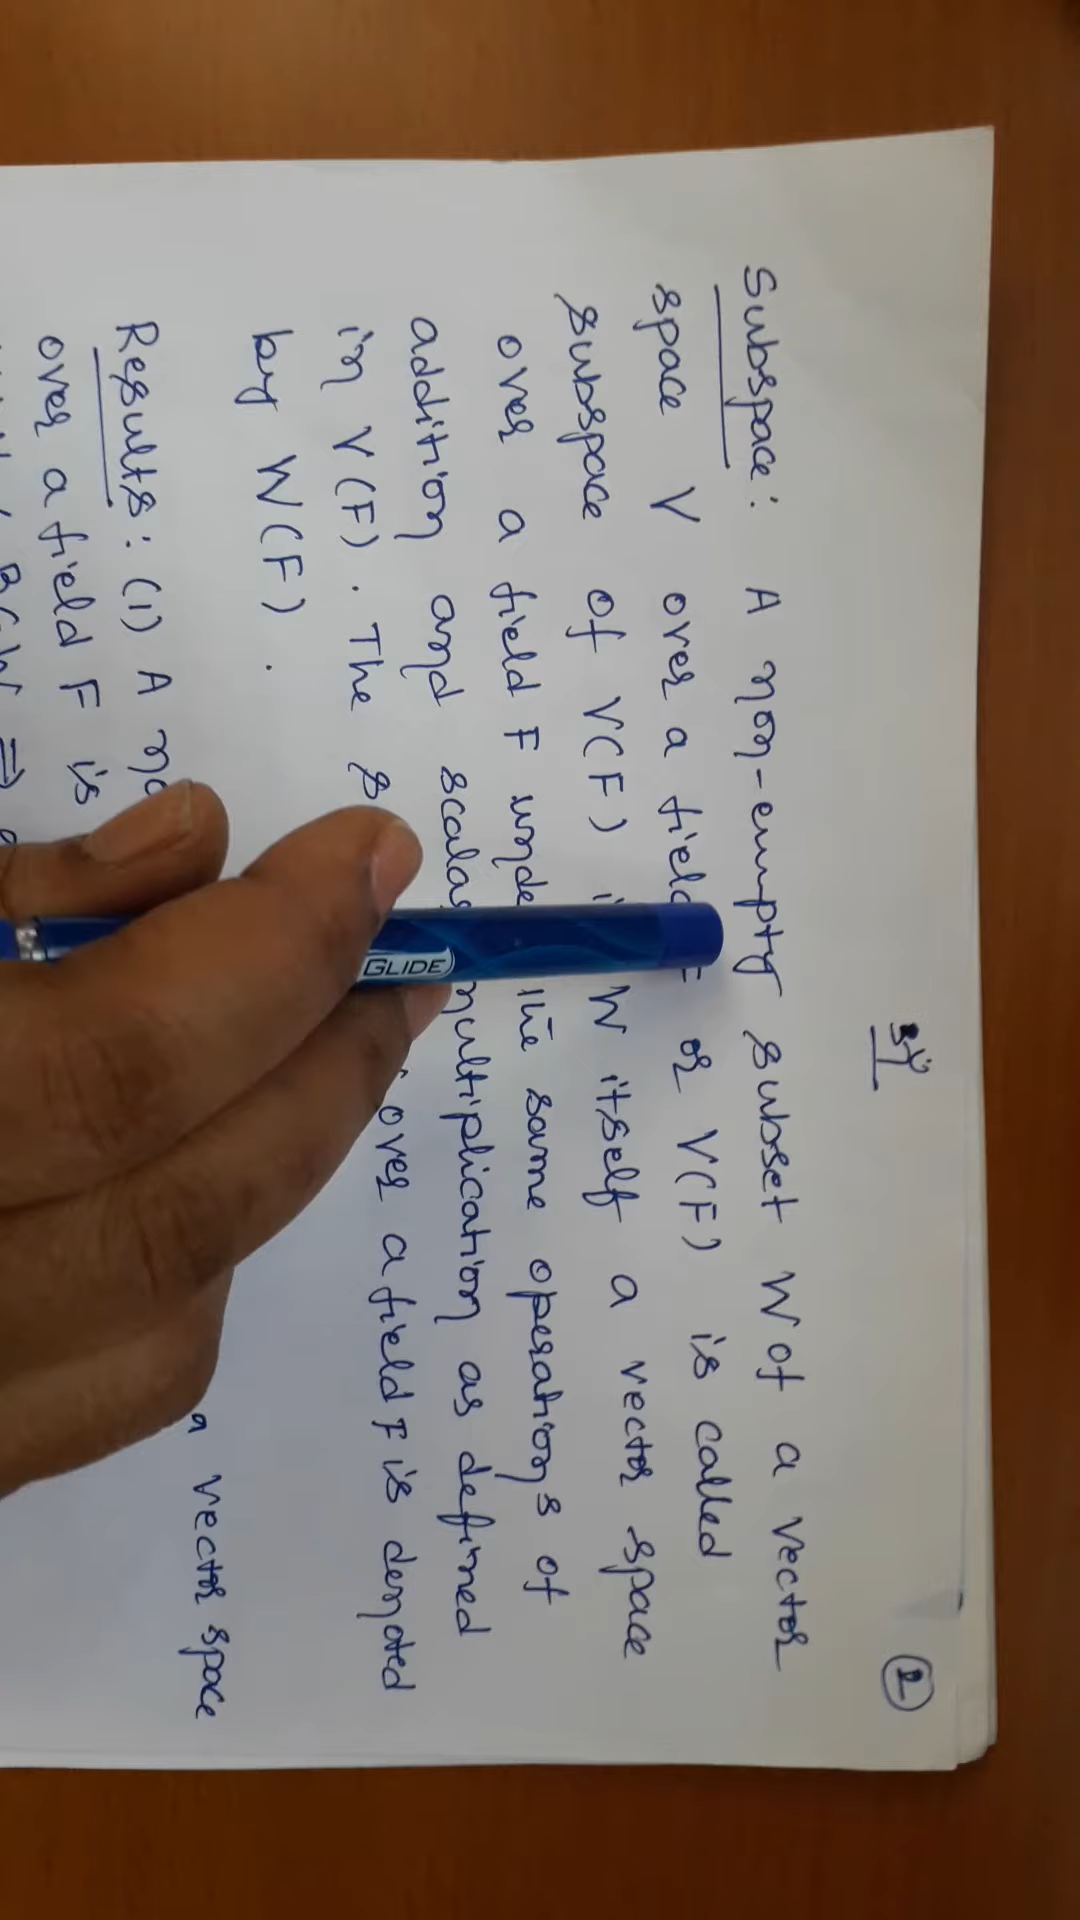 2
Subspace: A non-empty subset W of a vector
space V over a field or V(F) is called
subspace of V(F) W itself a vector space
over a field F the same operations of
addition and multiplication as defined
in V(F). The over a field F is denoted
by W(F).
Results: (1) A a vector space
over a field F is
GLIDE